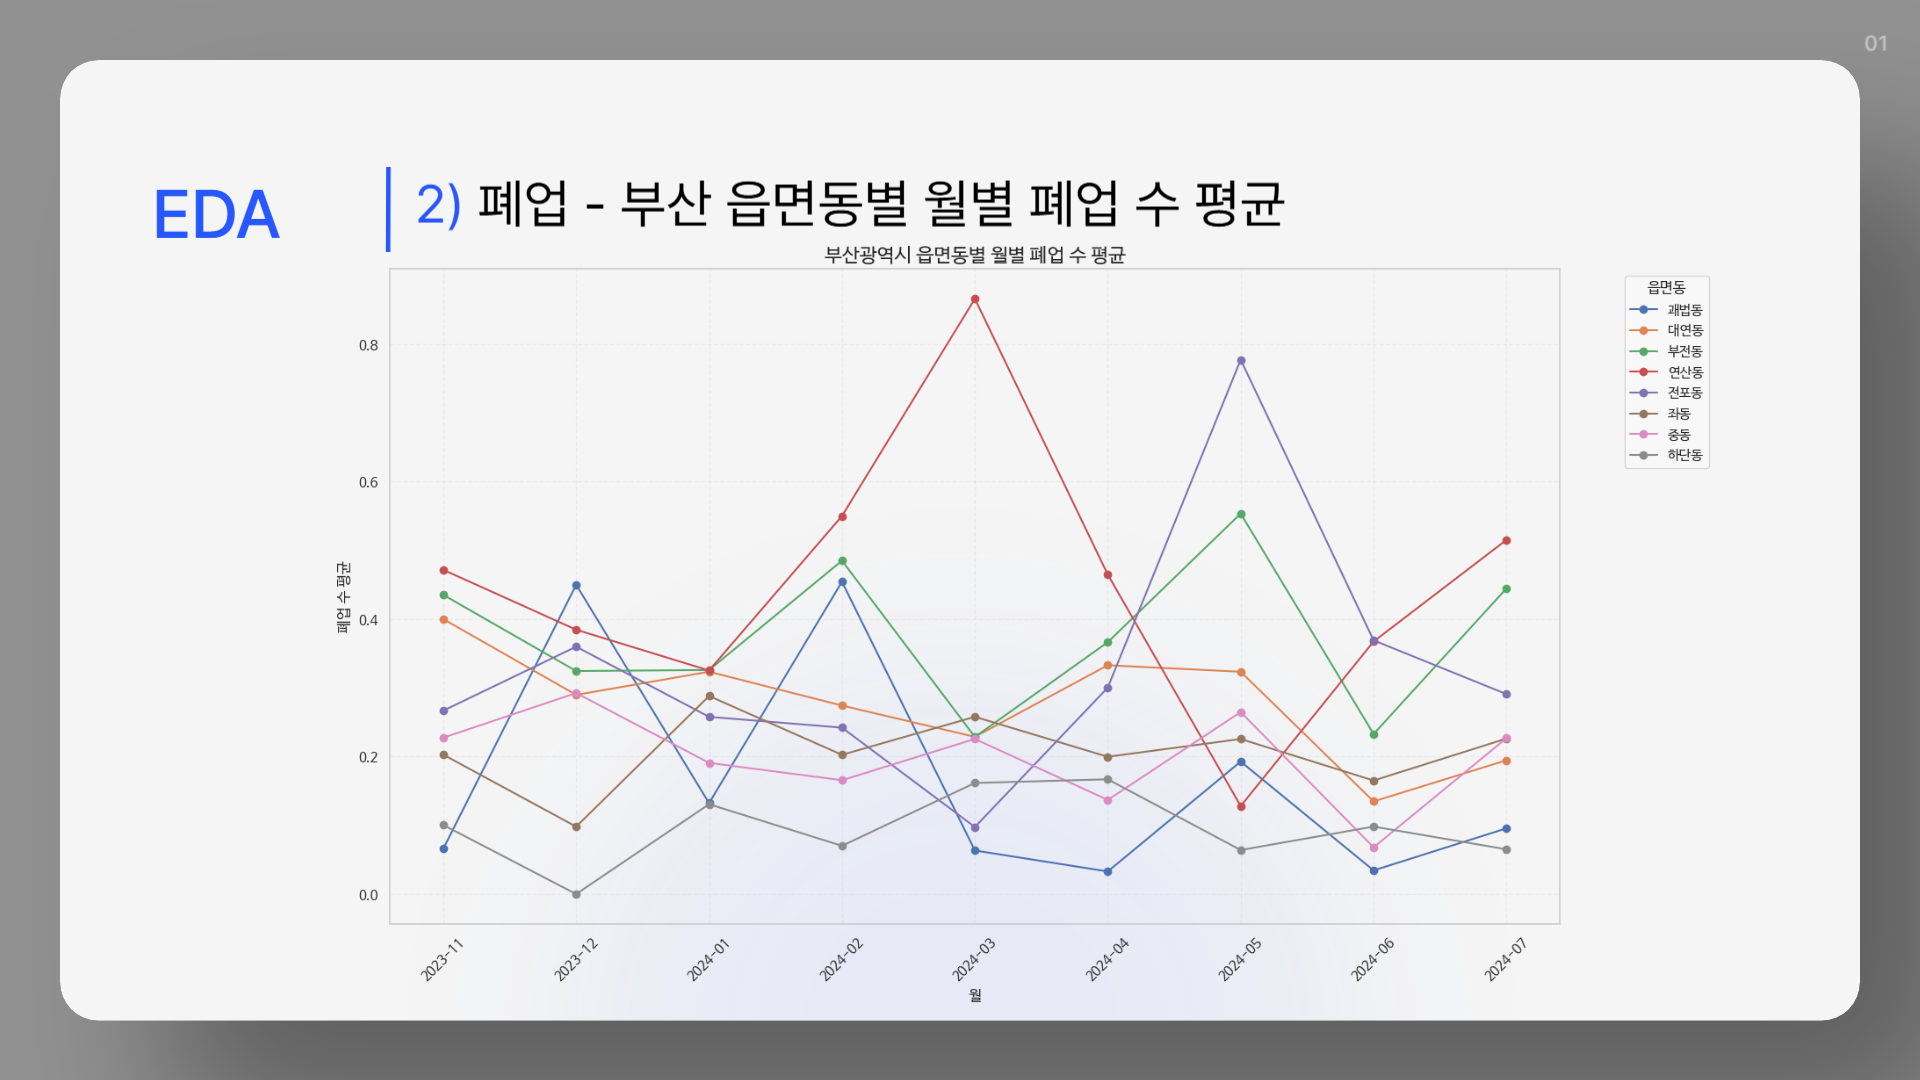 01
EDA
2) 폐업 - 부산 읍면동별 월별 폐업 수 평균
부산광역시 읍면동별 월별 폐업 수 평균
폐업 수 평균
0.8
0.6
0.4
0.2
0.0
2023-11
2023-12
2024-01
2024-02
2024-03
2024-04
2024-05
2024-06
2024-07
월
읍면동
괘법동
대연동
부전동
연산동
전포동
좌동
중동
하단동